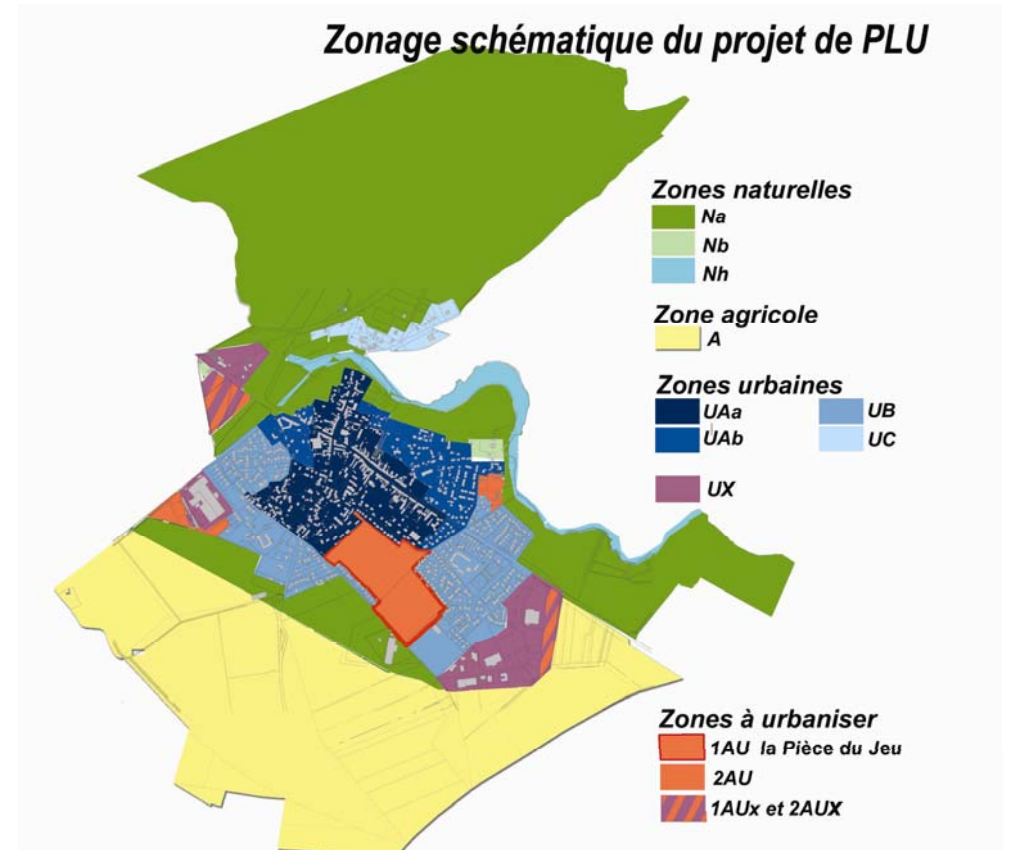 Zonage schématique du projet de PLU
Zones naturelles
Na
Nb
Nh
Zone agricole
A
Zones urbaines
UAa
UAb
UB
UC
UX
Zones à urbaniser
1AU la Pièce du Jeu
2AU
1AUx et 2AUX